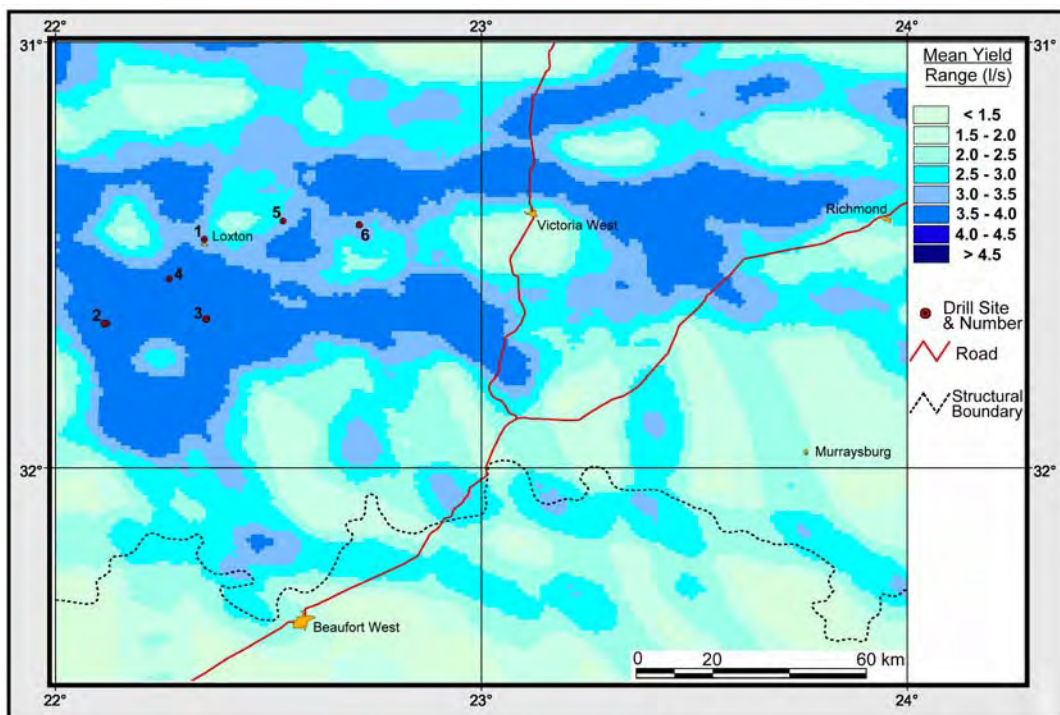 22°
23°
24°
31°
31°
Mean Yield
Range (l/s)
< 1.5
1.5 - 2.0
2.0 - 2.5
2.5 - 3.0
3.0 - 3.5
3.5 - 4.0
4.0 - 4.5
> 4.5
Drill Site
& Number
Road
Structural
Boundary
5
6
1
Loxton
Victoria West
Richmond
4
2
3
Murraysburg
32°
32°
Beaufort West
0 20 60 km
22°
23°
24°